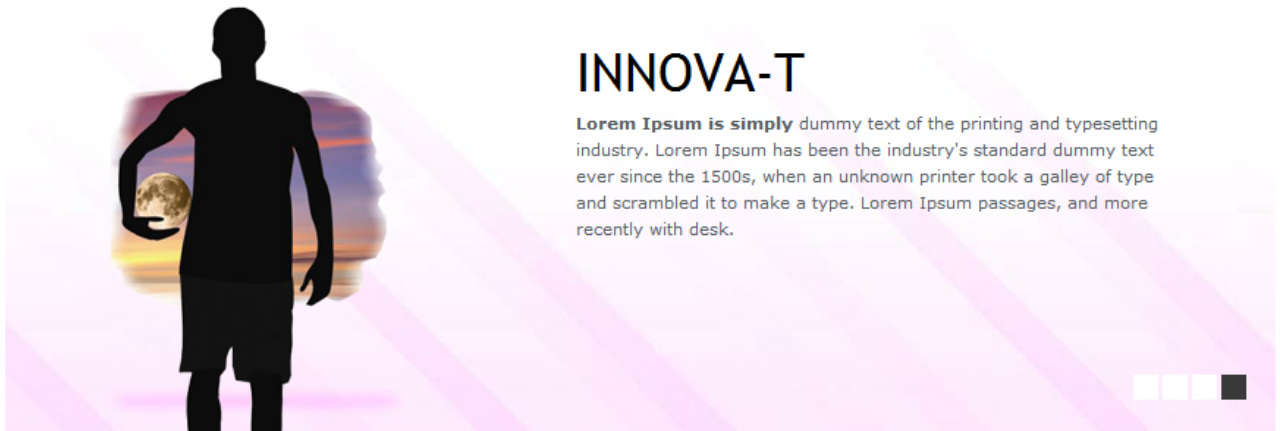 INNOVA-T
Lorem Ipsum is simply dummy text of the printing and typesetting
industry. Lorem Ipsum has been the industry's standard dummy text
ever since the 1500s, when an unknown printer took a galley of type
and scrambled it to make a type. Lorem Ipsum passages, and more
recently with desk.